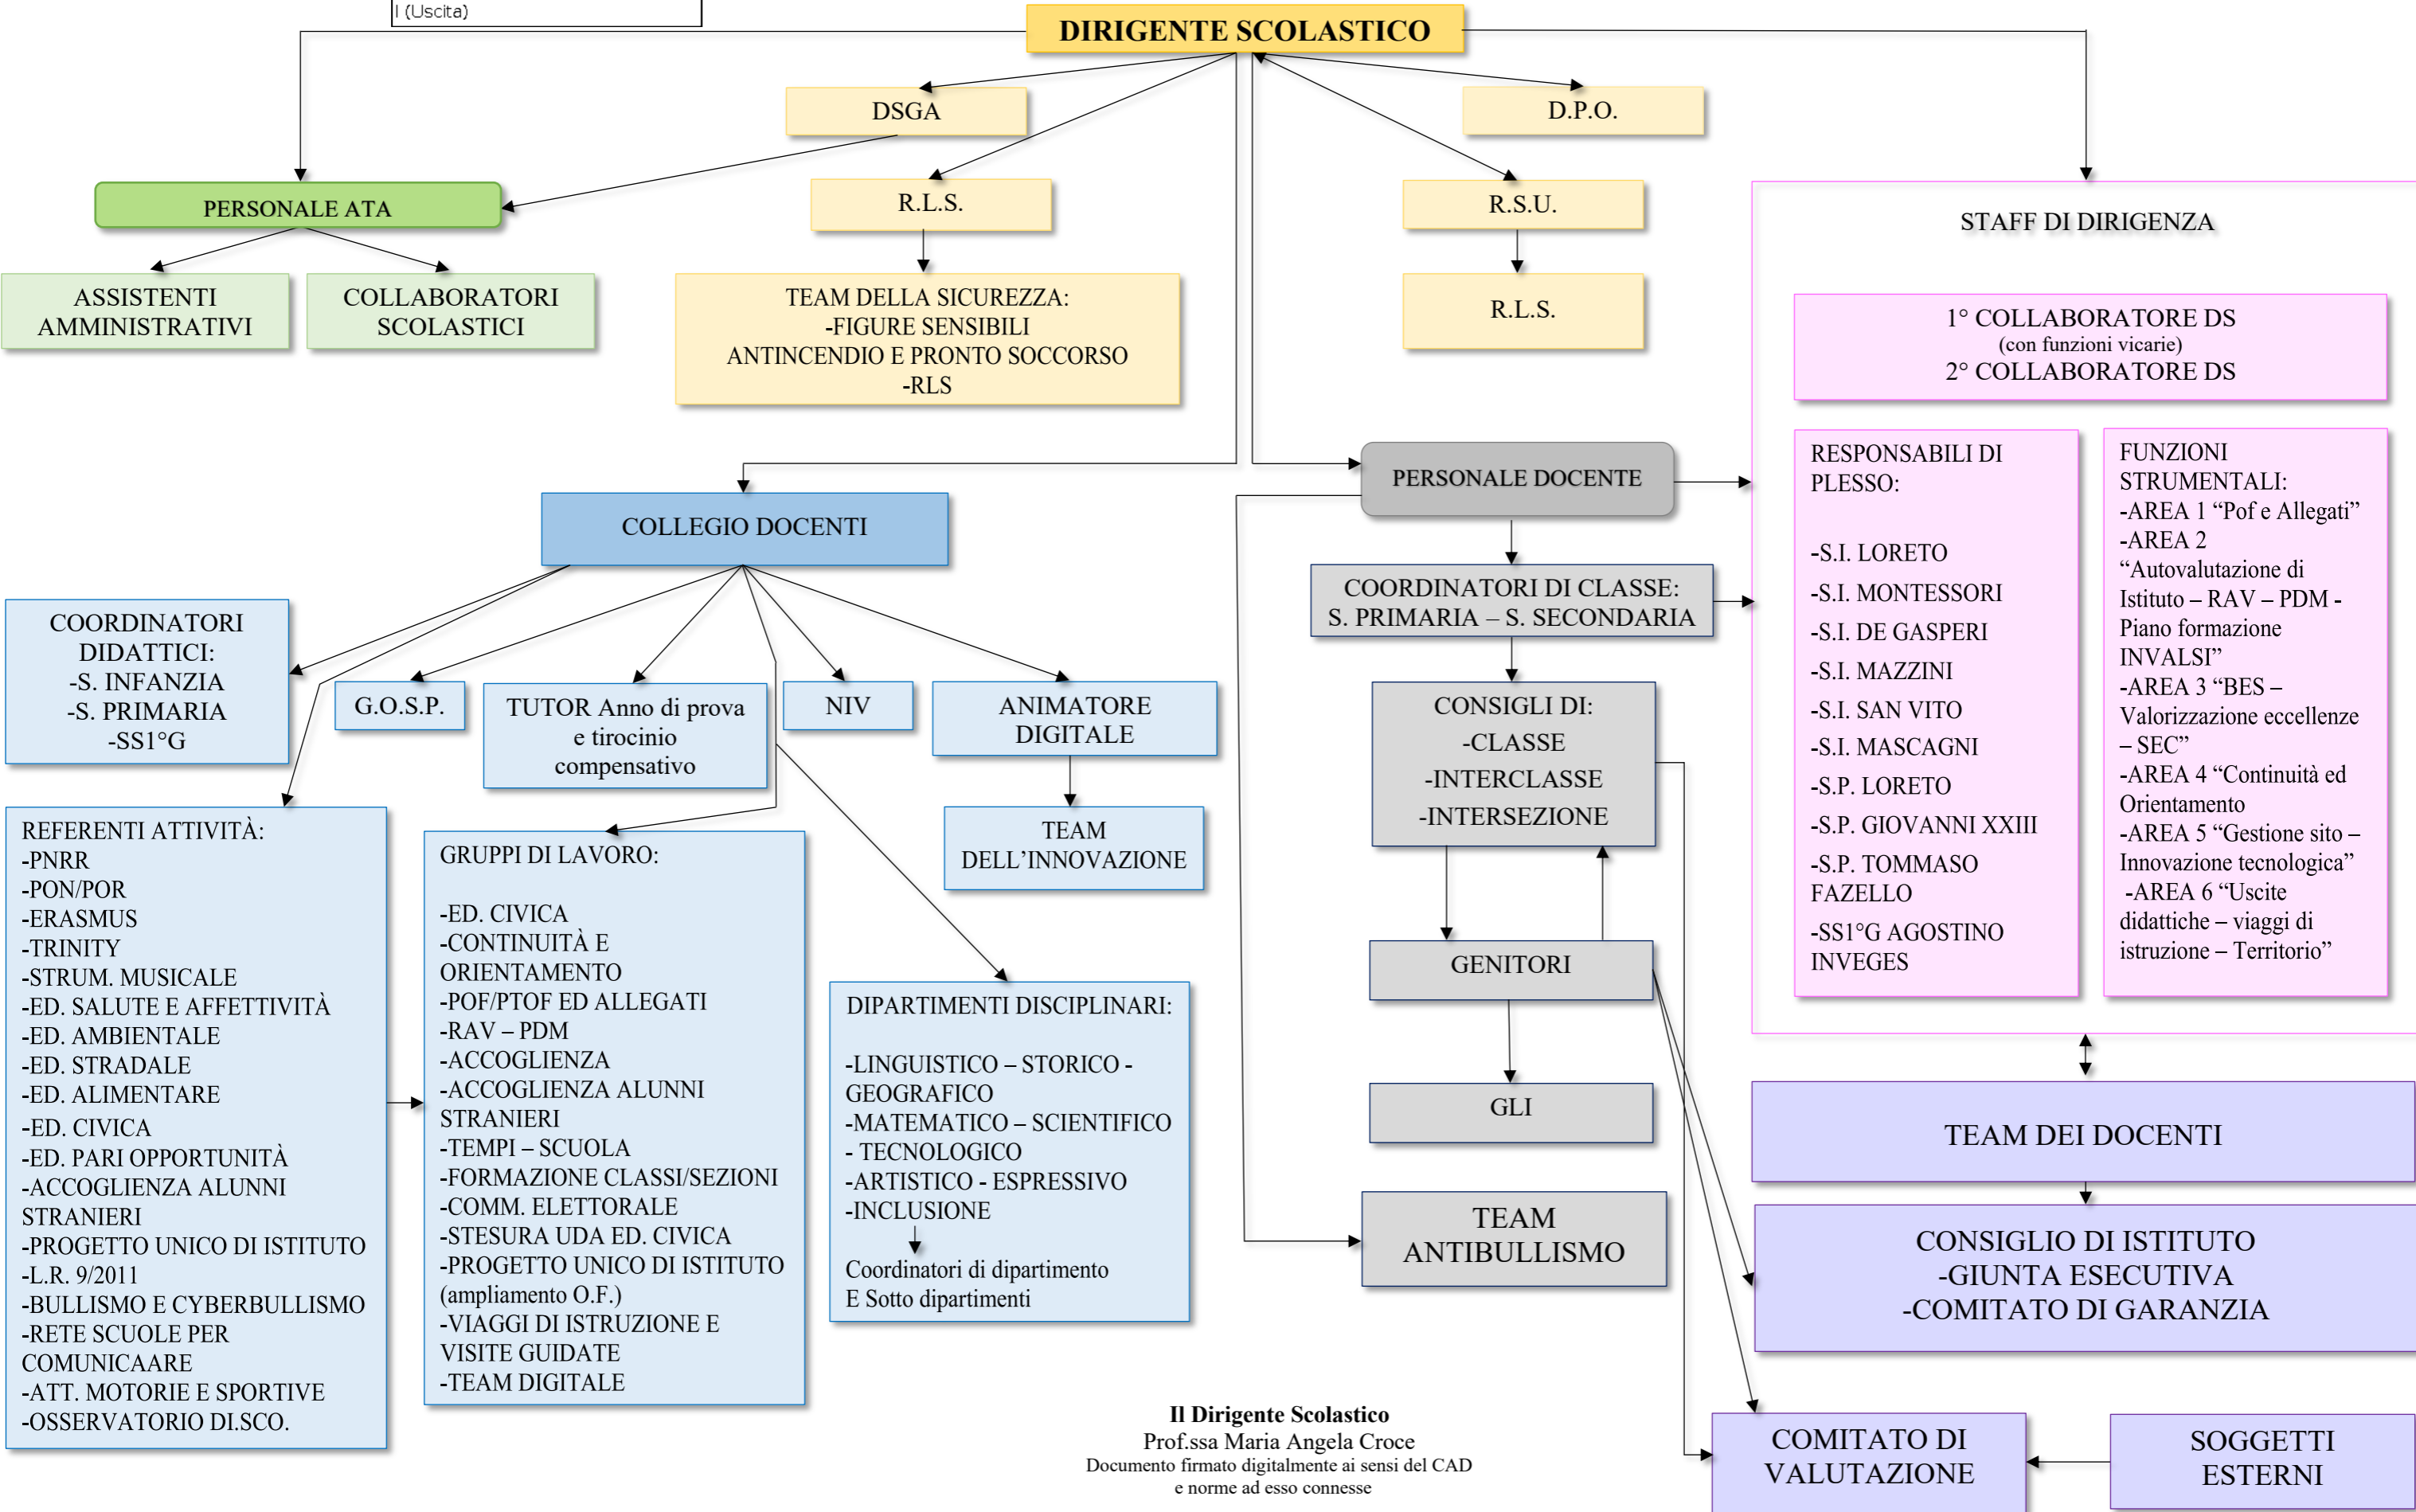 I (Uscita)
DIRIGENTE SCOLASTICO
DSGA
D.P.O.
PERSONALE ATA
R.L.S.
R.S.U.
STAFF DI DIRIGENZA
ASSISTENTI
AMMINISTRATIVI
COLLABORATORI
SCOLASTICI
TEAM DELLA SICUREZZA:
-FIGURE SENSIBILI
ANTINCENDIO E PRONTO SOCCORSO
-RLS
R.L.S.
1° COLLABORATORE DS
(con funzioni vicarie)
2° COLLABORATORE DS
COLLEGIO DOCENTI
PERSONALE DOCENTE
RESPONSABILI DI
PLESSO:
-S.I. LORETO
-S.I. MONTESSORI
-S.I. DE GASPERI
-S.I. MAZZINI
-S.I. SAN VITO
-S.I. MASCAGNI
-S.P. LORETO
-S.P. GIOVANNI XXIII
-S.P. TOMMASO
FAZELLO
-SS1°G AGOSTINO
INVEGES
FUNZIONI
STRUMENTALI:
-AREA 1 “Pof e Allegati”
-AREA 2
“Autovalutazione di
Istituto – RAV – PDM -
Piano formazione
INVALSI”
-AREA 3 “BES –
Valorizzazione eccellenze
– SEC”
-AREA 4 “Continuità ed
Orientamento
-AREA 5 “Gestione sito –
Innovazione tecnologica”
-AREA 6 “Uscite
didattiche – viaggi di
istruzione – Territorio”
COORDINATORI
DIDATTICI:
-S. INFANZIA
-S. PRIMARIA
-SS1°G
G.O.S.P.
TUTOR Anno di prova
e tirocinio
compensativo
NIV
ANIMATORE
DIGITALE
TEAM
DELL’INNOVAZIONE
COORDINATORI DI CLASSE:
S. PRIMARIA – S. SECONDARIA
CONSIGLI DI:
-CLASSE
-INTERCLASSE
-INTERSEZIONE
GENITORI
GLI
TEAM
ANTIBULLISMO
REFERENTI ATTIVITÀ:
-PNRR
-PON/POR
-ERASMUS
-TRINITY
-STRUM. MUSICALE
-ED. SALUTE E AFFETTIVITÀ
-ED. AMBIENTALE
-ED. STRADALE
-ED. ALIMENTARE
-ED. CIVICA
-ED. PARI OPPORTUNITÀ
-ACCOGLIENZA ALUNNI
STRANIERI
-PROGETTO UNICO DI ISTITUTO
-L.R. 9/2011
-BULLISMO E CYBERBULLISMO
-RETE SCUOLE PER
COMUNICAARE
-ATT. MOTORIE E SPORTIVE
-OSSERVATORIO DI.SCO.
GRUPPI DI LAVORO:
-ED. CIVICA
-CONTINUITÀ E
ORIENTAMENTO
-POF/PTOF ED ALLEGATI
-RAV – PDM
-ACCOGLIENZA
-ACCOGLIENZA ALUNNI
STRANIERI
-TEMPI – SCUOLA
-FORMAZIONE CLASSI/SEZIONI
-COMM. ELETTORALE
-STESURA UDA ED. CIVICA
-PROGETTO UNICO DI ISTITUTO
(ampliamento O.F.)
-VIAGGI DI ISTRUZIONE E
VISITE GUIDATE
-TEAM DIGITALE
DIPARTIMENTI DISCIPLINARI:
-LINGUISTICO – STORICO -
GEOGRAFICO
-MATEMATICO – SCIENTIFICO
- TECNOLOGICO
-ARTISTICO - ESPRESSIVO
-INCLUSIONE
Coordinatori di dipartimento
E Sotto dipartimenti
TEAM DEI DOCENTI
CONSIGLIO DI ISTITUTO
-GIUNTA ESECUTIVA
-COMITATO DI GARANZIA
COMITATO DI
VALUTAZIONE
SOGGETTI
ESTERNI
Il Dirigente Scolastico
Prof.ssa Maria Angela Croce
Documento firmato digitalmente ai sensi del CAD
e norme ad esso connesse